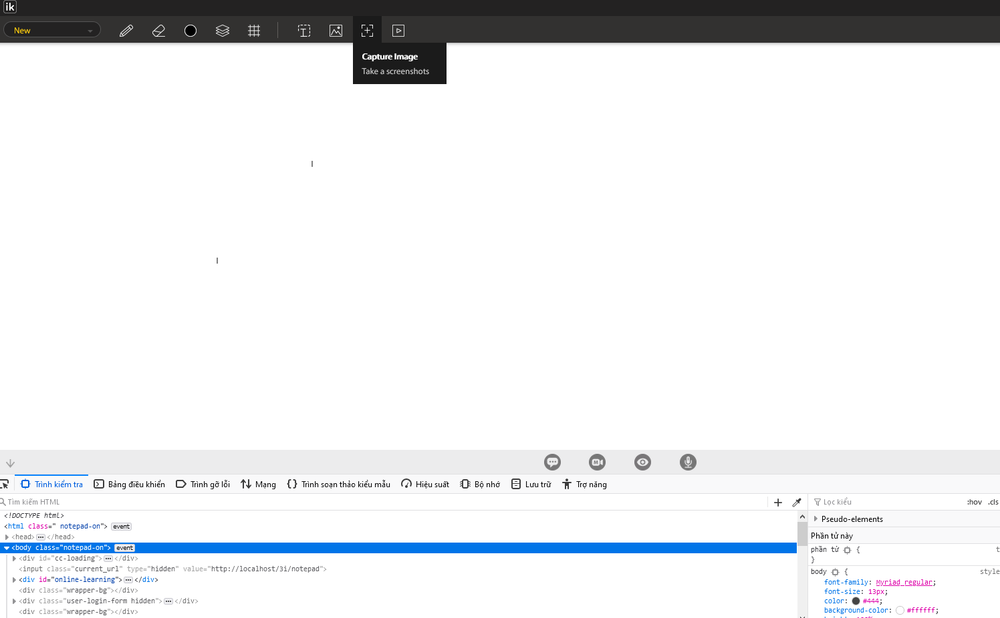 ik
New
Capture Image
Take a screenshots
Trình kiểm tra
Bảng điều khiển
Trình gỡ lỗi
Mạng
Trình soạn thảo kiểu mẫu
Hiệu suất
Bộ nhớ
Lưu trữ
Trợ năng
Tìm kiếm HTML
Lọc kiểu
:hov .cls
<!DOCTYPE html>
<html class=" notepad-on"> event
<head> ••• </head>
<body class="notepad-on"> event
<div id="cc-loading"> ••• </div>
<input class="current_url" type="hidden" value="http://localhost/3i/notepad">
<div id="online-learning"> ••• </div>
<div class="wrapper-bg"></div>
<div class="user-login-form hidden"> ••• </div>
<div class="wrapper-bg"></div>
Pseudo-elements
Phần tử này
phần tử {
}
body { style
font-family: Myriad_regular;
font-size: 13px;
color: #444;
background-color: #ffffff;